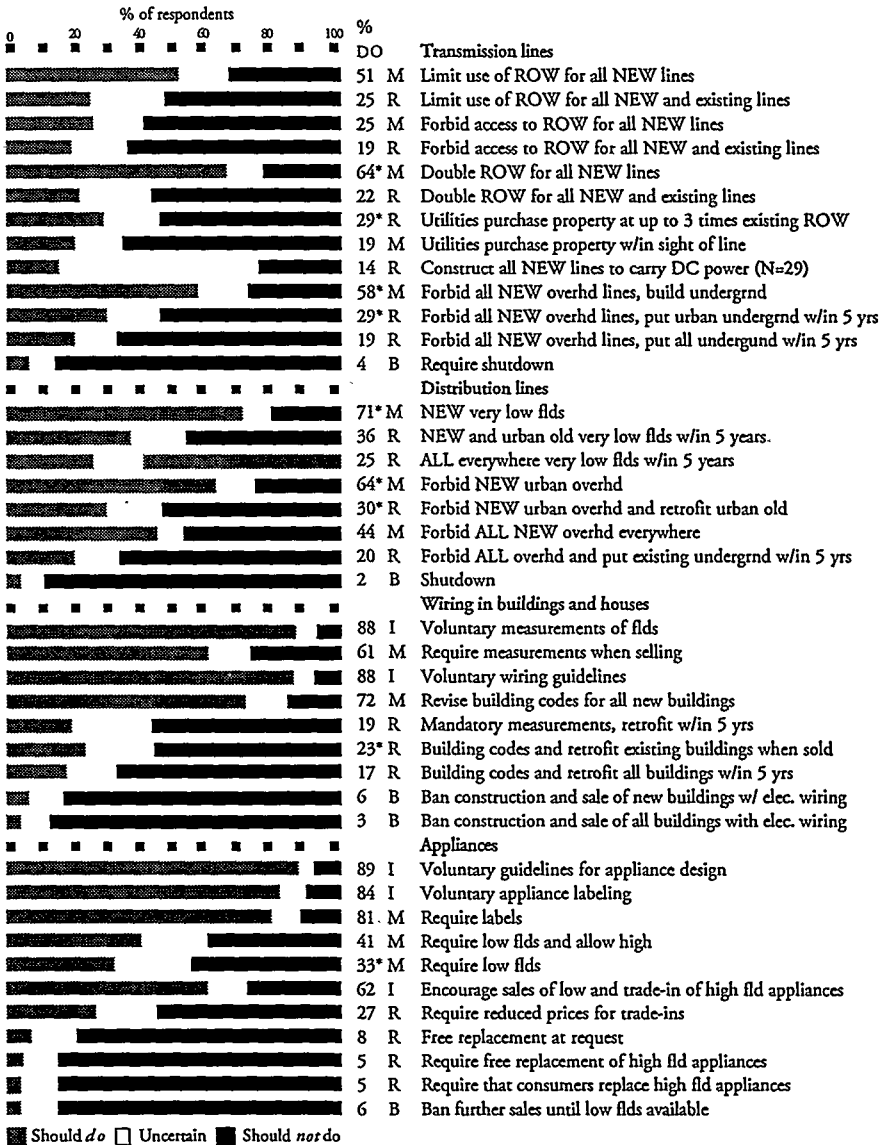 % of respondents
0 20 40 60 80 100 %
DO Transmission lines
51 M Limit use of ROW for all NEW lines
25 R Limit use of ROW for all NEW and existing lines
25 M Forbid access to ROW for all NEW lines
19 R Forbid access to ROW for all NEW and existing lines
64* M Double ROW for all NEW lines
22 R Double ROW for all NEW and existing lines
29* R Utilities purchase property at up to 3 times existing ROW
19 M Utilities purchase property w/in sight of line
14 R Construct all NEW lines to carry DC power (N=29)
58* M Forbid all NEW overhd lines, build undergrnd
29* R Forbid all NEW overhd lines, put urban undergrnd w/in 5 yrs
19 R Forbid all NEW overhd lines, put all undergund w/in 5 yrs
4 B Require shutdown
Distribution lines
71* M NEW very low flds
36 R NEW and urban old very low flds w/in 5 years.
25 R ALL everywhere very low flds w/in 5 years
64* M Forbid NEW urban overhd
30* R Forbid NEW urban overhd and retrofit urban old
44 M Forbid ALL NEW overhd everywhere
20 R Forbid ALL overhd and put existing undergrnd w/in 5 yrs
2 B Shutdown
Wiring in buildings and houses
88 I Voluntary measurements of flds
61 M Require measurements when selling
88 I Voluntary wiring guidelines
72 M Revise building codes for all new buildings
19 R Mandatory measurements, retrofit w/in 5 yrs
23* R Building codes and retrofit existing buildings when sold
17 R Building codes and retrofit all buildings w/in 5 yrs
6 B Ban construction and sale of new buildings w/ elec. wiring
3 B Ban construction and sale of all buildings with elec. wiring
Appliances
89 I Voluntary guidelines for appliance design
84 I Voluntary appliance labeling
81. M Require labels
41 M Require low flds and allow high
33* M Require low flds
62 I Encourage sales of low and trade-in of high fld appliances
27 R Require reduced prices for trade-ins
8 R Free replacement at request
5 R Require free replacement of high fld appliances
5 R Require that consumers replace high fld appliances
6 B Ban further sales until low flds available
Should do Uncertain Should not do